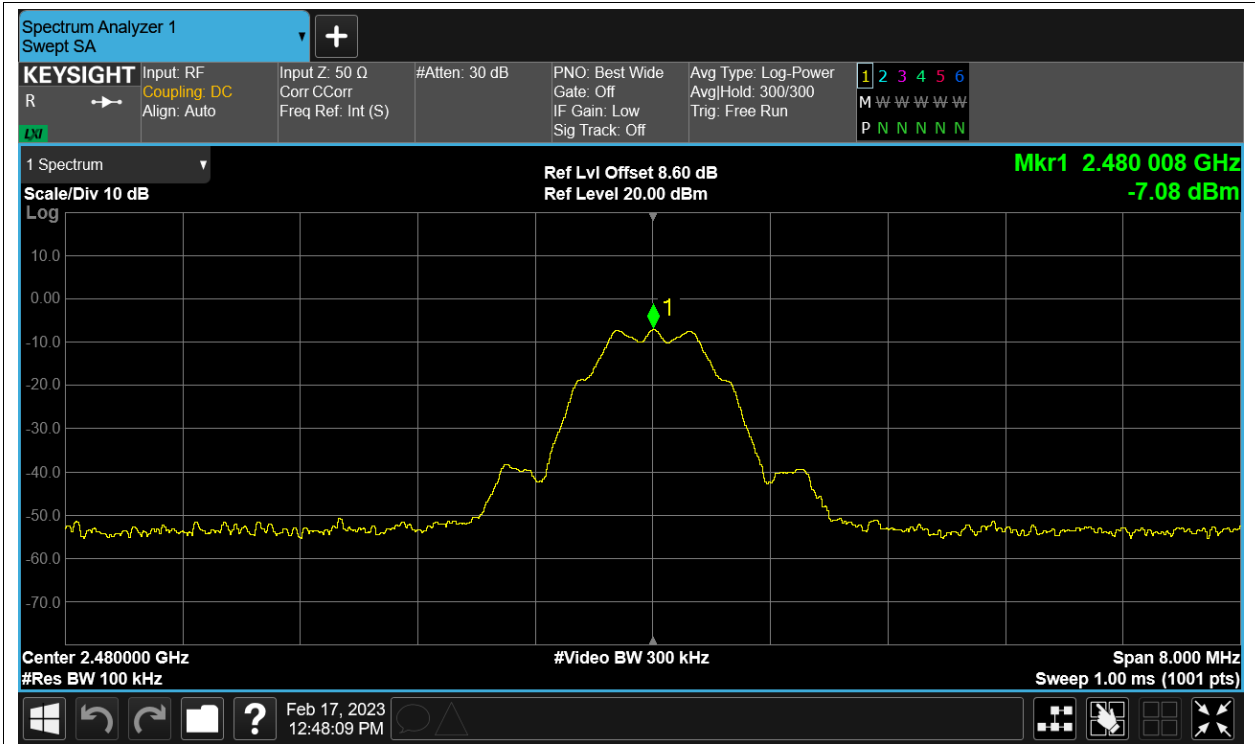 Spectrum Analyzer 1
Swept SA
KEYSIGHT
R
LXI
Input: RF
Coupling: DC
Align: Auto
Input Z: 50 Ω
Corr CCorr
Freq Ref: Int (S)
#Atten: 30 dB
PNO: Best Wide
Gate: Off
IF Gain: Low
Sig Track: Off
Avg Type: Log-Power
Avg|Hold: 300/300
Trig: Free Run
1 2 3 4 5 6
M W W W W W
P N N N N N
1 Spectrum
Scale/Div 10 dB
Log
Ref Lvl Offset 8.60 dB
Ref Level 20.00 dBm
Mkr1 2.480 008 GHz
-7.08 dBm
10.0
0.00
1
-10.0
-20.0
-30.0
-40.0
-50.0
-60.0
-70.0
Center 2.480000 GHz
#Res BW 100 kHz
#Video BW 300 kHz
Span 8.000 MHz
Sweep 1.00 ms (1001 pts)
?
Feb 17, 2023
12:48:09 PM